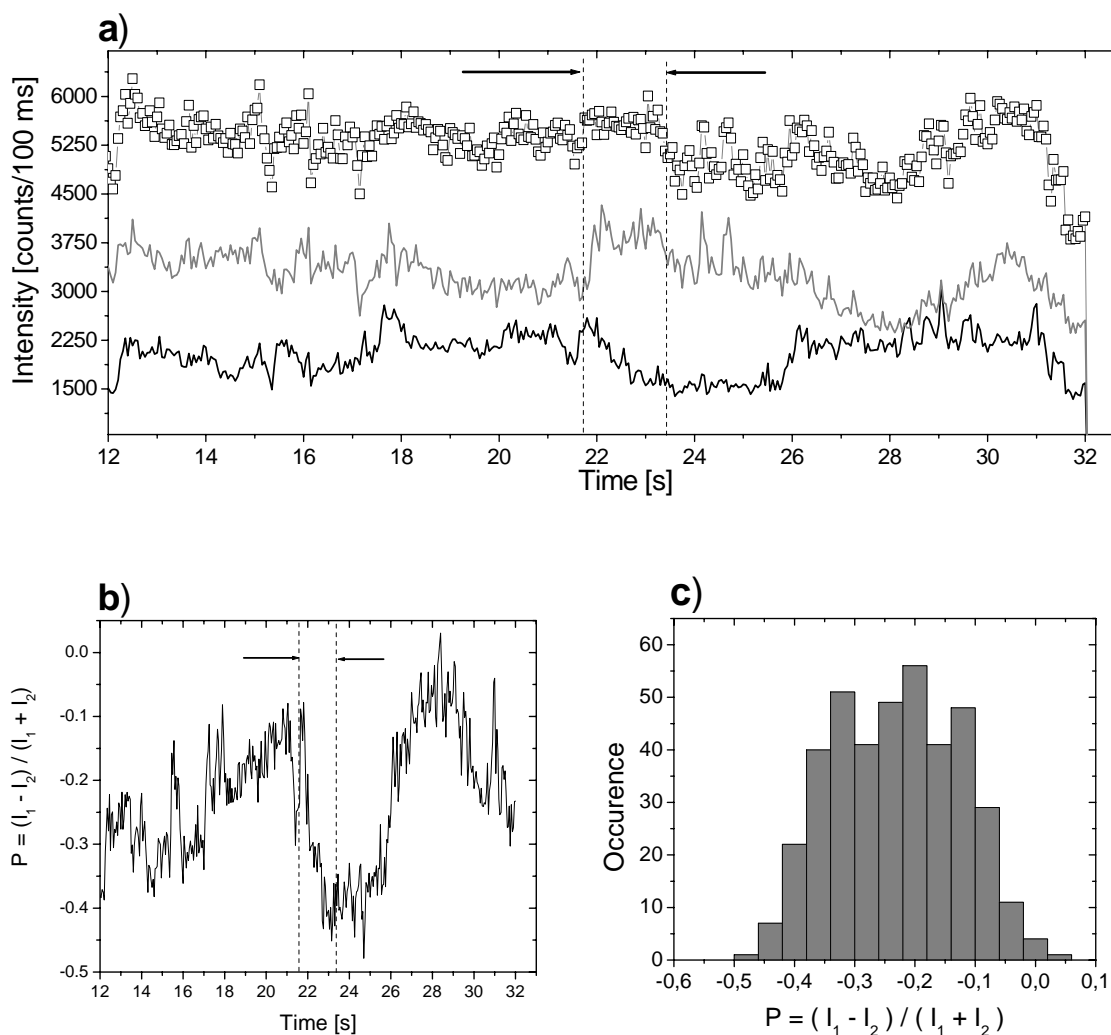 a)
Intensity [counts/100 ms]
6000
5250
4500
3750
3000
2250
1500
12 14 16 18 20 22 24 26 28 30 32
Time [s]
b)
P = (I1 - I2) / (I1 + I2)
0.0
-0.1
-0.2
-0.3
-0.4
-0.5
12 14 16 18 20 22 24 26 28 30 32
Time [s]
c)
Occurence
60
50
40
30
20
10
0
-0,6 -0,5 -0,4 -0,3 -0,2 -0,1 0,0 0,1
P = ( I1 - I2 ) / ( I1 + I2 )